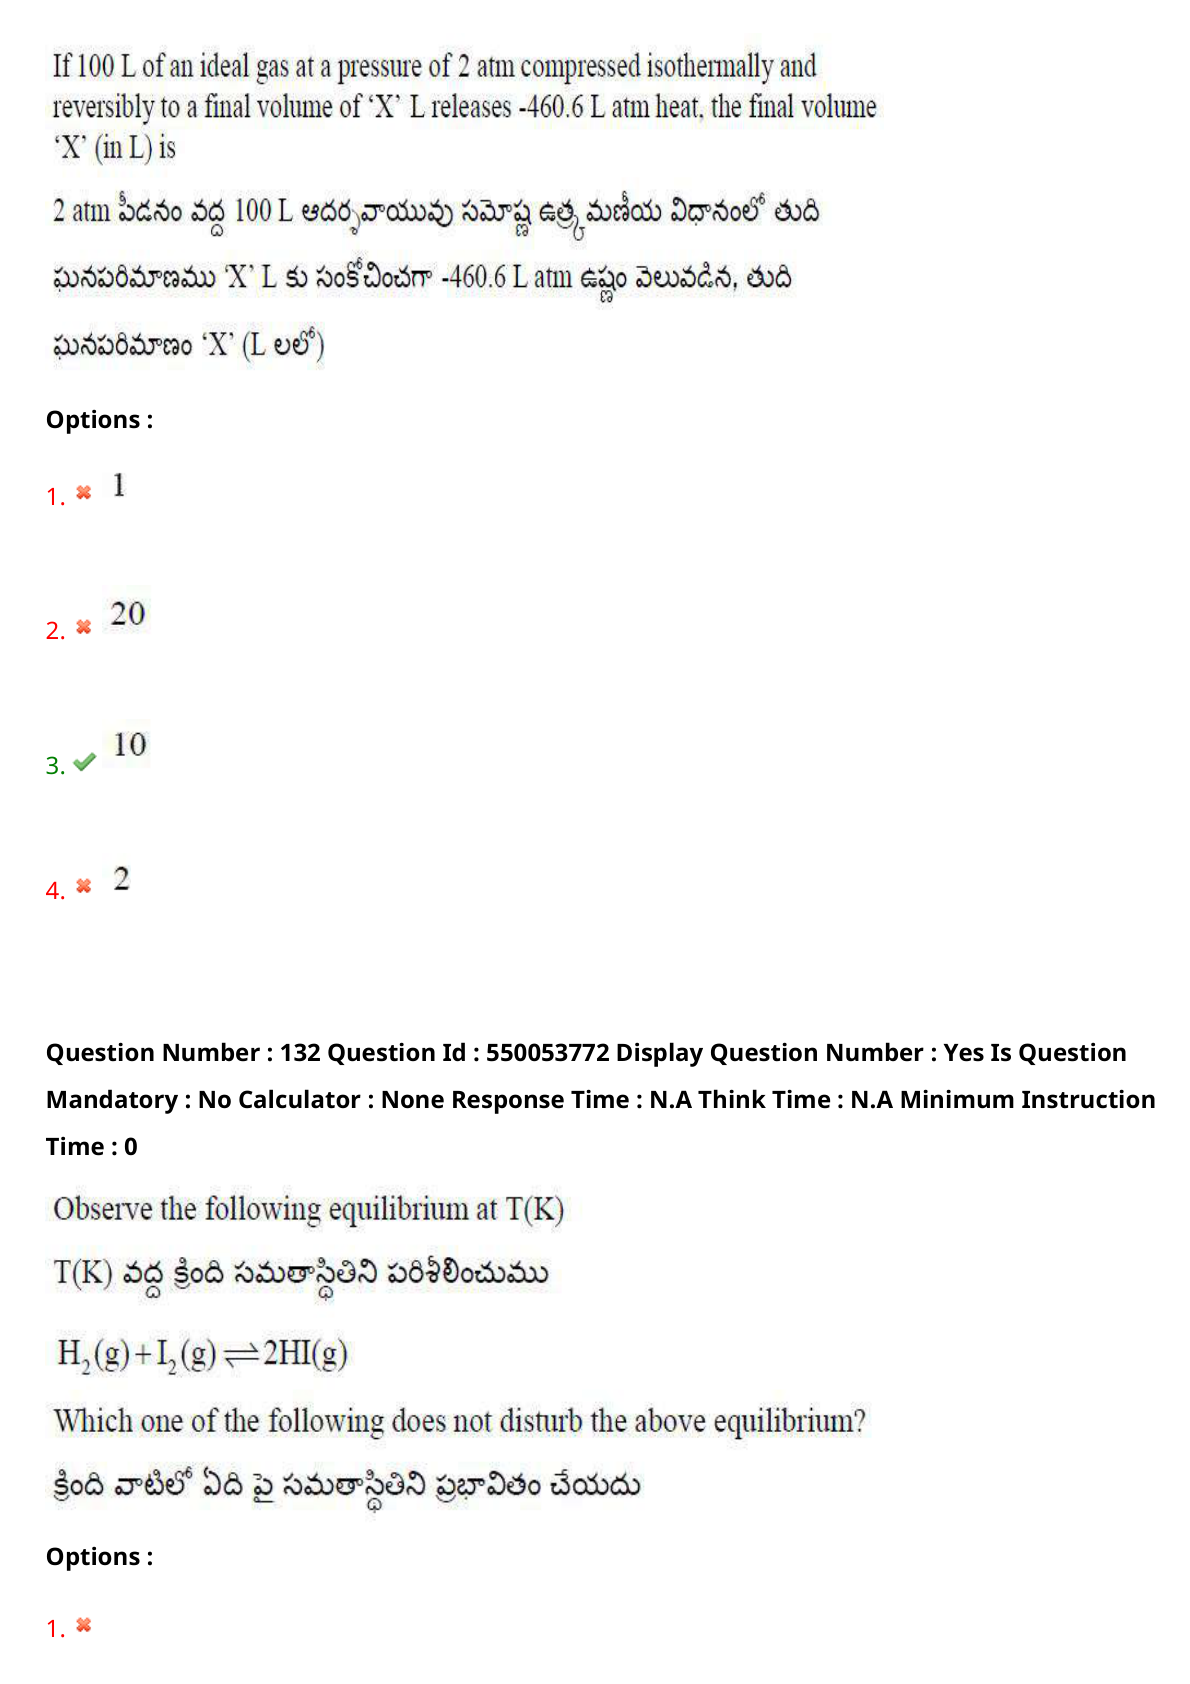 If 100 L of an ideal gas at a pressure of 2 atm compressed isothermally and
reversibly to a final volume of ‘X’ L releases -460.6 L atm heat, the final volume
‘X’ (in L) is
2 atm పీడనం వద్ద 100 L ఆదర్శవాయువు సమోష్ణ ఉత్క్రమణీయ విధానంలో తుది
ఘనపరిమాణము ‘X’ L కు సంకోచించగా -460.6 L atm ఉష్ణం వెలువడిన, తుది
ఘనపరిమాణం ‘X’ (L లలో)
Options :
1. 1
2. 20
3. 10
4. 2
Question Number : 132 Question Id : 550053772 Display Question Number : Yes Is Question
Mandatory : No Calculator : None Response Time : N.A Think Time : N.A Minimum Instruction
Time : 0
Observe the following equilibrium at T(K)
T(K) వద్ద క్రింది సమతాస్థితిని పరిశీలించుము
H₂(g)+I₂(g)⇌2HI(g)
Which one of the following does not disturb the above equilibrium?
క్రింది వాటిలో ఏది పై సమతాస్థితిని ప్రభావితం చేయదు
Options :
1.